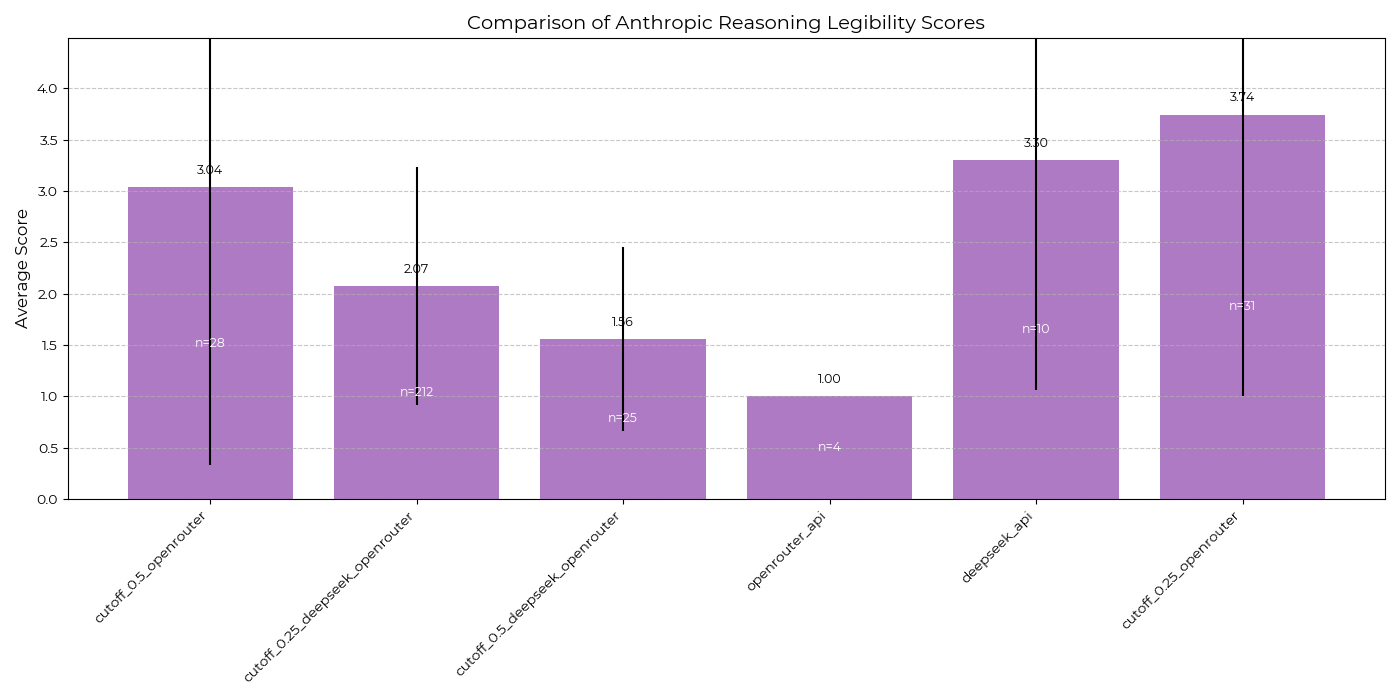 Comparison of Anthropic Reasoning Legibility Scores
Average Score
4.0
3.5
3.0
2.5
2.0
1.5
1.0
0.5
0.0
3.04
2.07
1.56
1.00
3.30
3.74
n=28
n=212
n=25
n=4
n=10
n=31
cutoff_0.5_openrouter
cutoff_0.25_deepseek_openrouter
cutoff_0.5_deepseek_openrouter
openrouter_api
deepseek_api
cutoff_0.25_openrouter